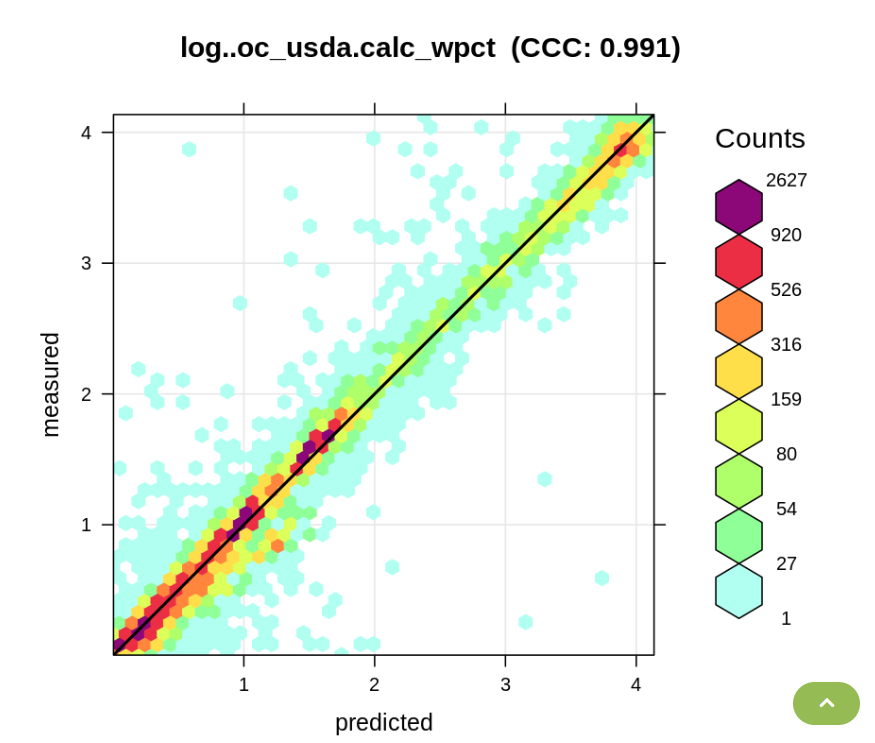 log..oc_usda.calc_wpct (CCC: 0.991)
Counts
2627
920
526
316
159
80
54
27
1
measured
4
3
2
1
1 2 3 4
predicted